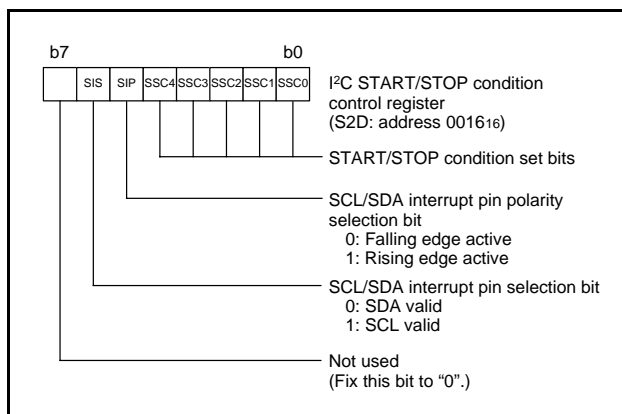 b7 b0
SIS SIP SSC4 SSC3 SSC2 SSC1 SSC0
I²C START/STOP condition
control register
(S2D: address 0016₁₆)
START/STOP condition set bits
SCL/SDA interrupt pin polarity
selection bit
0: Falling edge active
1: Rising edge active
SCL/SDA interrupt pin selection bit
0: SDA valid
1: SCL valid
Not used
(Fix this bit to “0”.)